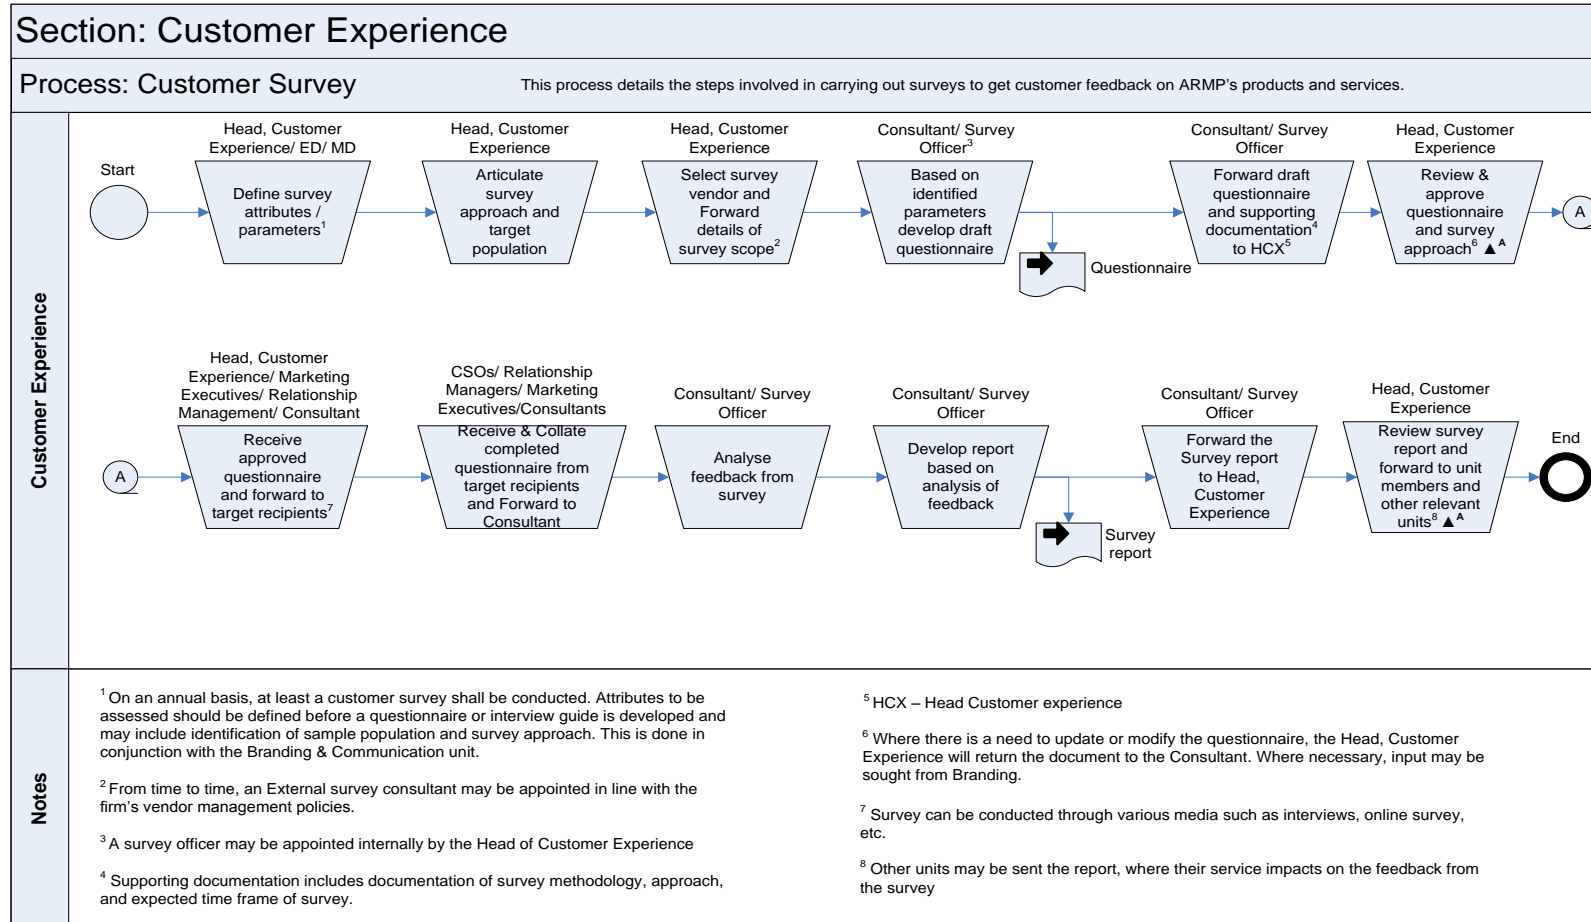 Section: Customer Experience
Process: Customer Survey
This process details the steps involved in carrying out surveys to get customer feedback on ARMP's products and services.
Customer Experience
Start
Head, Customer
Experience/ ED/ MD
Define survey
attributes /
parameters¹
Head, Customer
Experience
Articulate
survey
approach and
target
population
Head, Customer
Experience
Select survey
vendor and
Forward
details of
survey scope²
Consultant/ Survey
Officer³
Based on
identified
parameters
develop draft
questionnaire
Questionnaire
Consultant/ Survey
Officer
Forward draft
questionnaire
and supporting
documentation⁴
to HCX⁵
Head, Customer
Experience
Review &
approve
questionnaire
and survey
approach⁶ ▲ᴬ
A
A
Head, Customer
Experience/ Marketing
Executives/ Relationship
Management/ Consultant
Receive
approved
questionnaire
and forward to
target recipients⁷
CSOs/ Relationship
Managers/ Marketing
Executives/Consultants
Receive & Collate
completed
questionnaire from
target recipients
and Forward to
Consultant
Consultant/ Survey
Officer
Analyse
feedback from
survey
Consultant/ Survey
Officer
Develop report
based on
analysis of
feedback
Survey
report
Consultant/ Survey
Officer
Forward the
Survey report
to Head,
Customer
Experience
Head, Customer
Experience
Review survey
report and
forward to unit
members and
other relevant
units⁸ ▲ᴬ
End
Notes
¹ On an annual basis, at least a customer survey shall be conducted. Attributes to be
assessed should be defined before a questionnaire or interview guide is developed and
may include identification of sample population and survey approach. This is done in
conjunction with the Branding & Communication unit.
² From time to time, an External survey consultant may be appointed in line with the
firm's vendor management policies.
³ A survey officer may be appointed internally by the Head of Customer Experience
⁴ Supporting documentation includes documentation of survey methodology, approach,
and expected time frame of survey.
⁵ HCX – Head Customer experience
⁶ Where there is a need to update or modify the questionnaire, the Head, Customer
Experience will return the document to the Consultant. Where necessary, input may be
sought from Branding.
⁷ Survey can be conducted through various media such as interviews, online survey,
etc.
⁸ Other units may be sent the report, where their service impacts on the feedback from
the survey